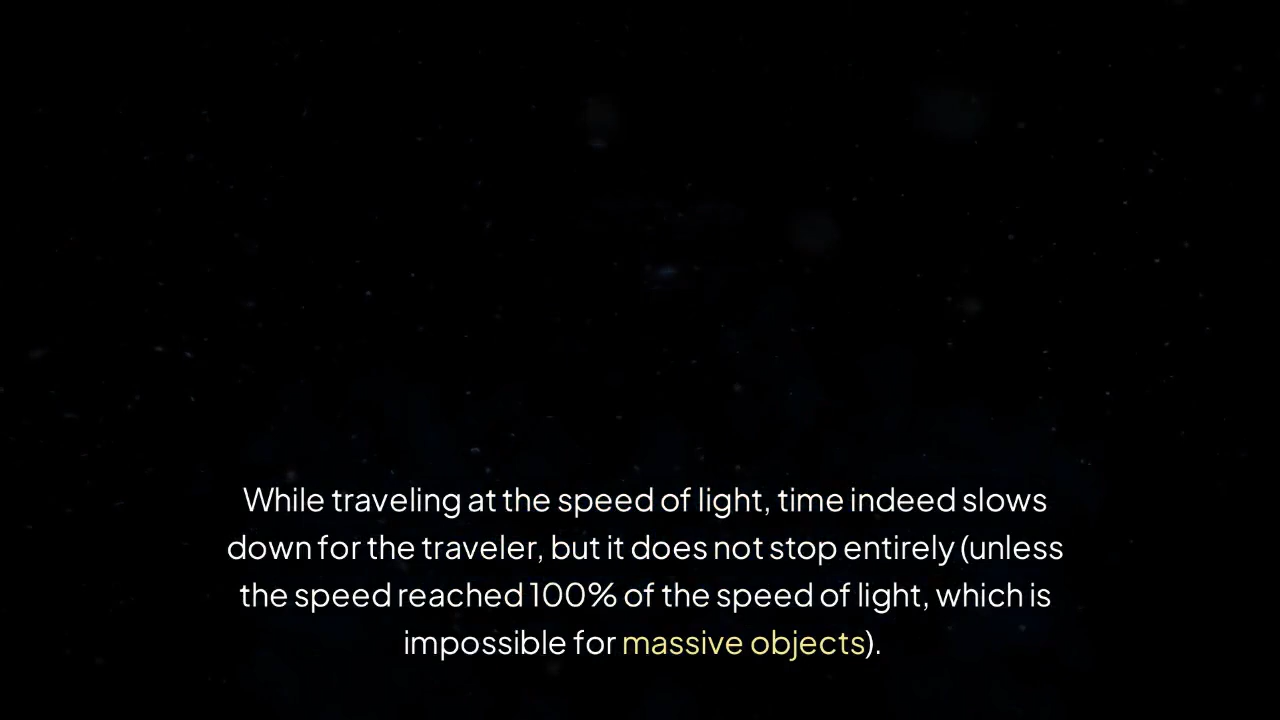 While traveling at the speed of light, time indeed slows
down for the traveler, but it does not stop entirely (unless
the speed reached 100% of the speed of light, which is
impossible for massive objects).